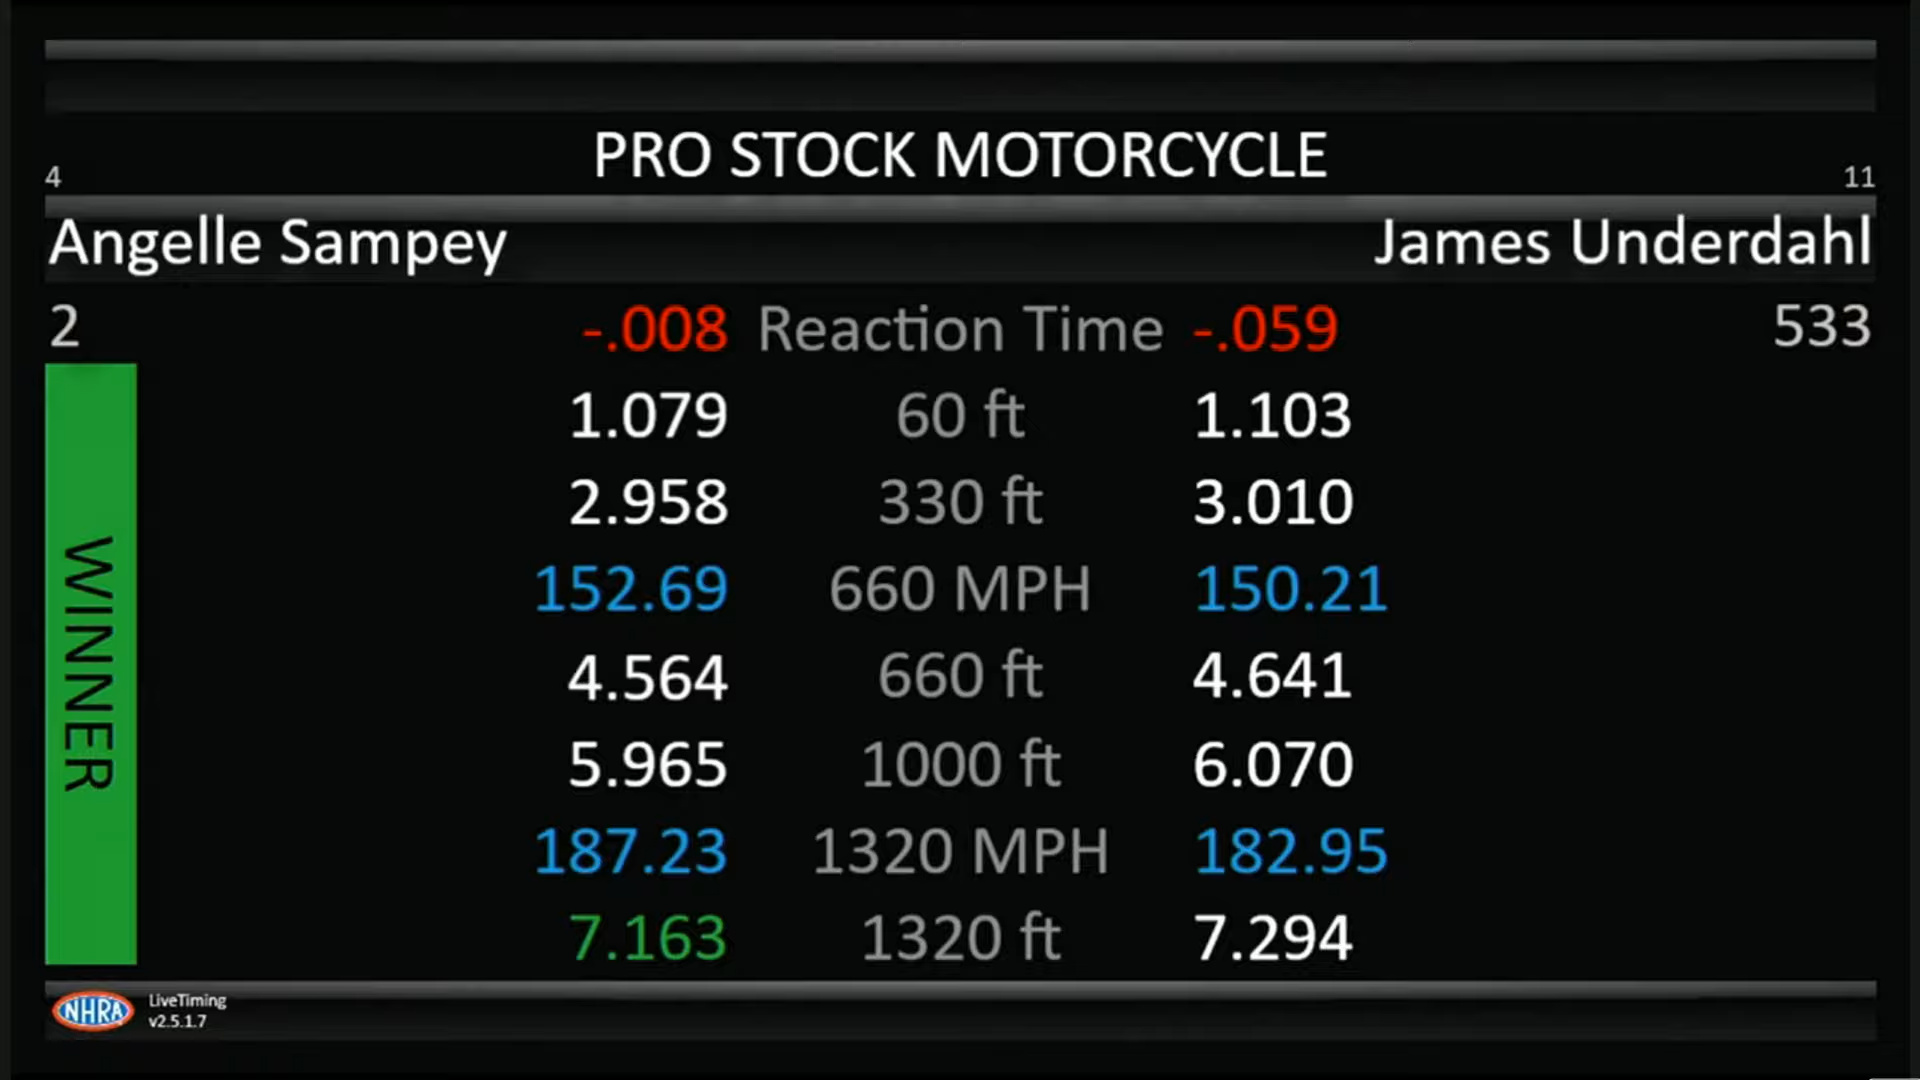 PRO STOCK MOTORCYCLE
4 11
Angelle Sampey James Underdahl
2 -.008 Reaction Time -.059 533
1.079 60 ft 1.103
2.958 330 ft 3.010
152.69 660 MPH 150.21
4.564 660 ft 4.641
5.965 1000 ft 6.070
187.23 1320 MPH 182.95
7.163 1320 ft 7.294
WINNER
NHRA LiveTiming
v2.5.1.7